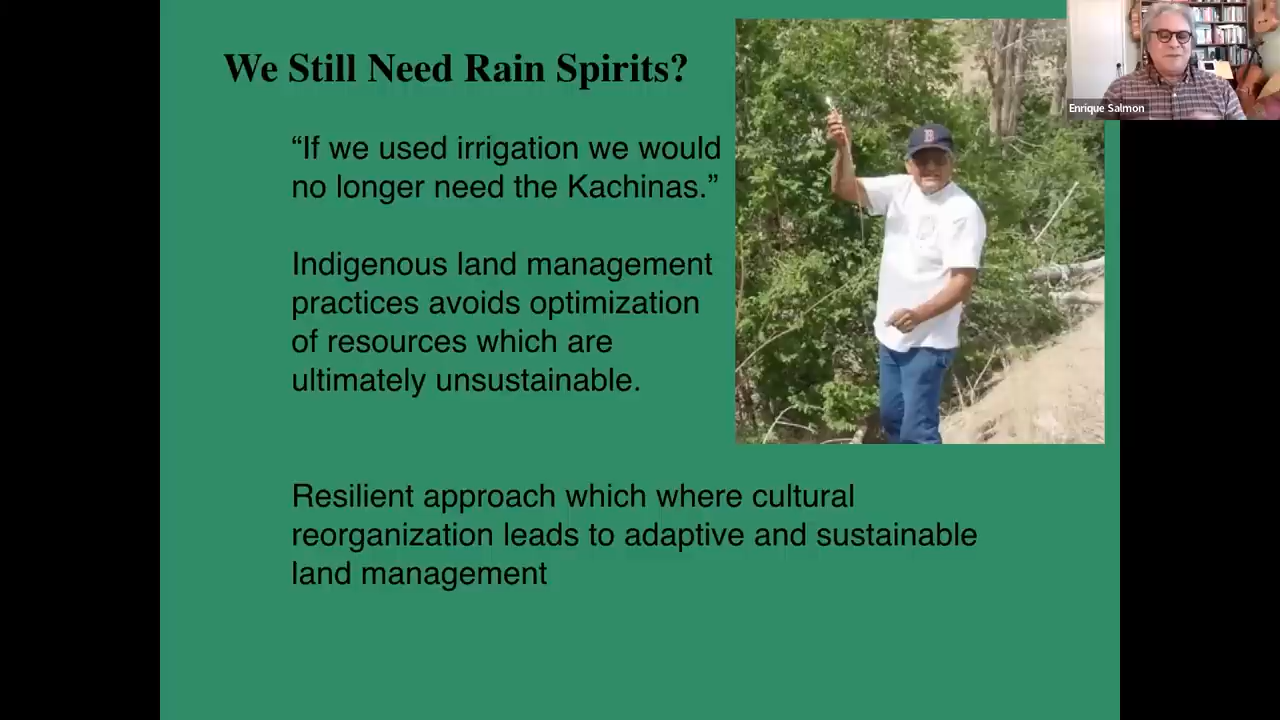 We Still Need Rain Spirits?
“If we used irrigation we would
no longer need the Kachinas.”
Indigenous land management
practices avoids optimization
of resources which are
ultimately unsustainable.
Resilient approach which where cultural
reorganization leads to adaptive and sustainable
land management
B
Enrique Salmon